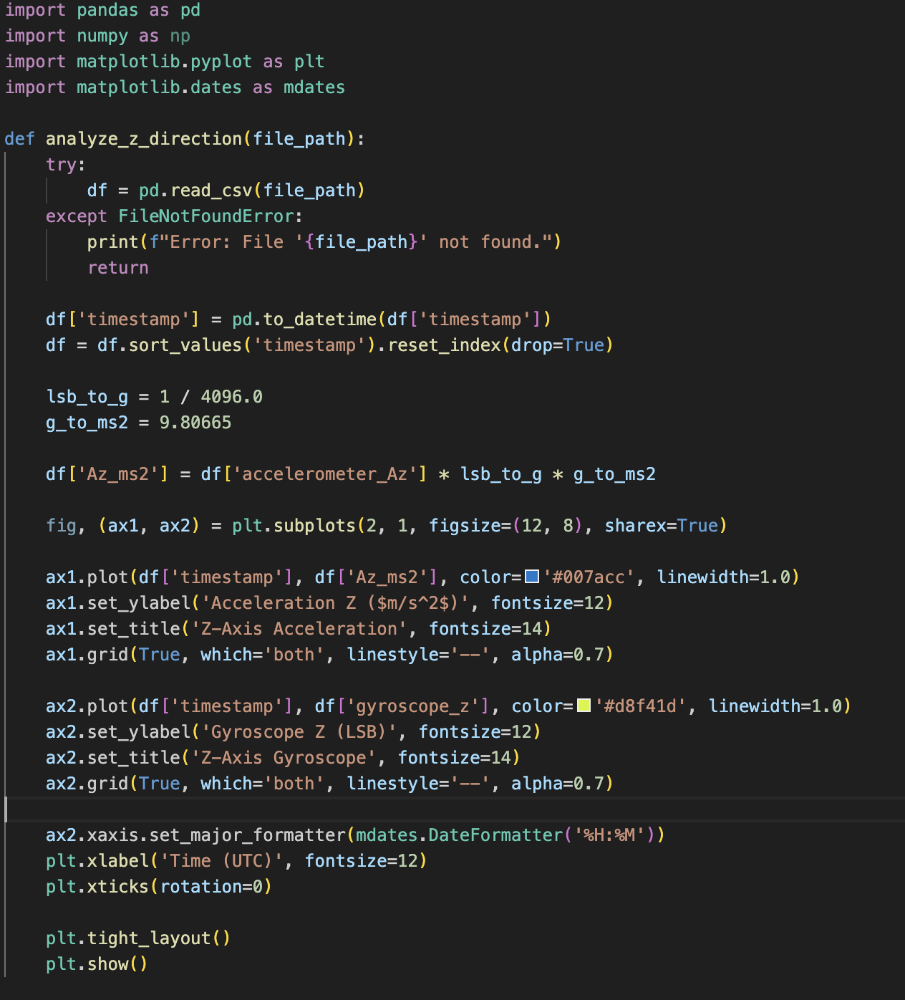 import pandas as pd
import numpy as np
import matplotlib.pyplot as plt
import matplotlib.dates as mdates
def analyze_z_direction(file_path):
    try:
        df = pd.read_csv(file_path)
    except FileNotFoundError:
        print(f"Error: File '{file_path}' not found.")
        return
    df['timestamp'] = pd.to_datetime(df['timestamp'])
    df = df.sort_values('timestamp').reset_index(drop=True)
    lsb_to_g = 1 / 4096.0
    g_to_ms2 = 9.80665
    df['Az_ms2'] = df['accelerometer_Az'] * lsb_to_g * g_to_ms2
    fig, (ax1, ax2) = plt.subplots(2, 1, figsize=(12, 8), sharex=True)
    ax1.plot(df['timestamp'], df['Az_ms2'], color='#007acc', linewidth=1.0)
    ax1.set_ylabel('Acceleration Z ($m/s^2$)', fontsize=12)
    ax1.set_title('Z-Axis Acceleration', fontsize=14)
    ax1.grid(True, which='both', linestyle='--', alpha=0.7)
    ax2.plot(df['timestamp'], df['gyroscope_z'], color='#d8f41d', linewidth=1.0)
    ax2.set_ylabel('Gyroscope Z (LSB)', fontsize=12)
    ax2.set_title('Z-Axis Gyroscope', fontsize=14)
    ax2.grid(True, which='both', linestyle='--', alpha=0.7)
    ax2.xaxis.set_major_formatter(mdates.DateFormatter('%H:%M'))
    plt.xlabel('Time (UTC)', fontsize=12)
    plt.xticks(rotation=0)
    plt.tight_layout()
    plt.show()